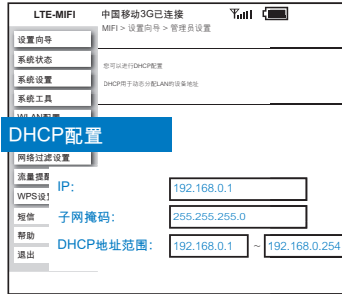 LTE-MIFI
中国移动3G已连接
MIFI > 设置向导 > 管理员设置
设置向导
系统状态
系统设置
系统工具
您可以进行DHCP配置
DHCP用于动态分配LAN的设备地址
DHCP配置
网络过滤设置
流量提醒
WPS设
短信
帮助
退出
IP: 192.168.0.1
子网掩码: 255.255.255.0
DHCP地址范围: 192.168.0.1 ~ 192.168.0.254